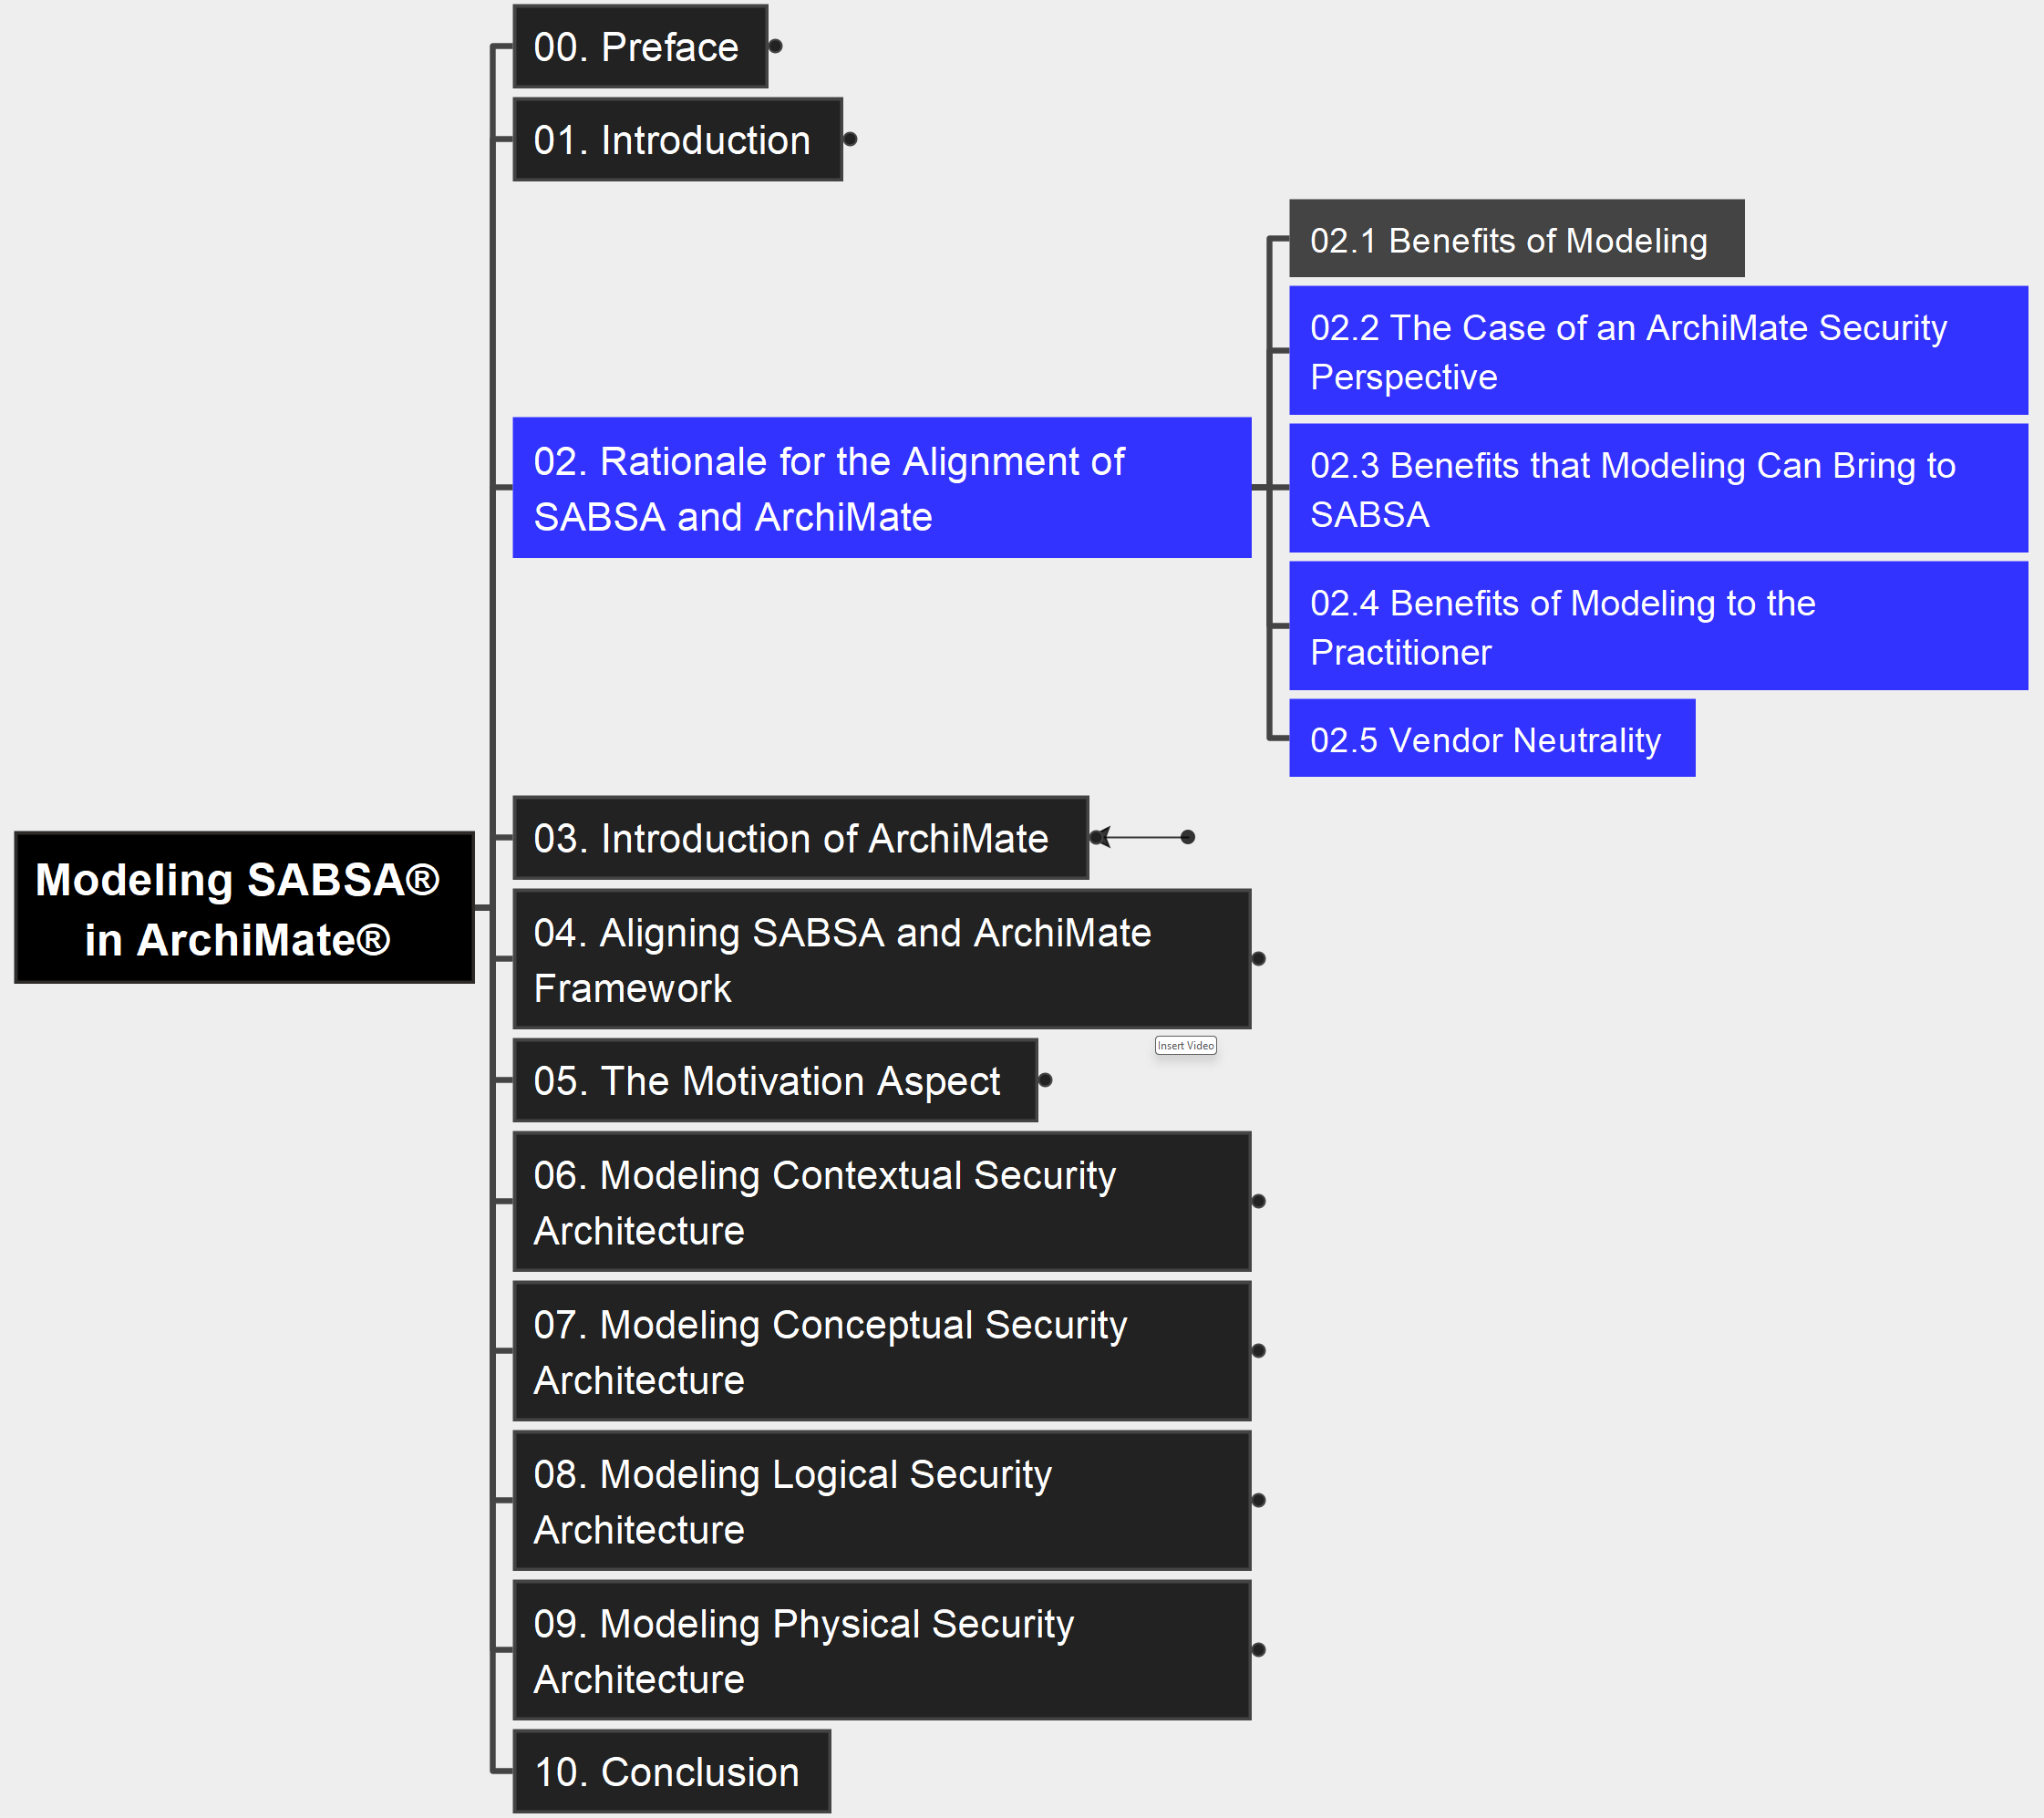 00. Preface
01. Introduction
02.1 Benefits of Modeling
02.2 The Case of an ArchiMate Security
Perspective
02. Rationale for the Alignment of
SABSA and ArchiMate
02.3 Benefits that Modeling Can Bring to
SABSA
02.4 Benefits of Modeling to the
Practitioner
02.5 Vendor Neutrality
Modeling SABSA®
in ArchiMate®
03. Introduction of ArchiMate
04. Aligning SABSA and ArchiMate
Framework
Insert Video
05. The Motivation Aspect
06. Modeling Contextual Security
Architecture
07. Modeling Conceptual Security
Architecture
08. Modeling Logical Security
Architecture
09. Modeling Physical Security
Architecture
10. Conclusion